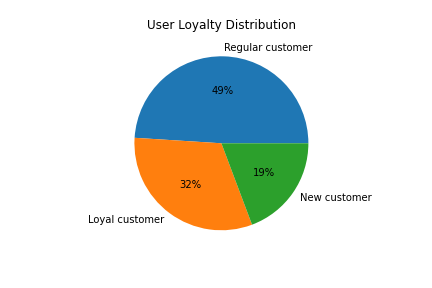 User Loyalty Distribution
Regular customer
49%
32%
19%
New customer
Loyal customer